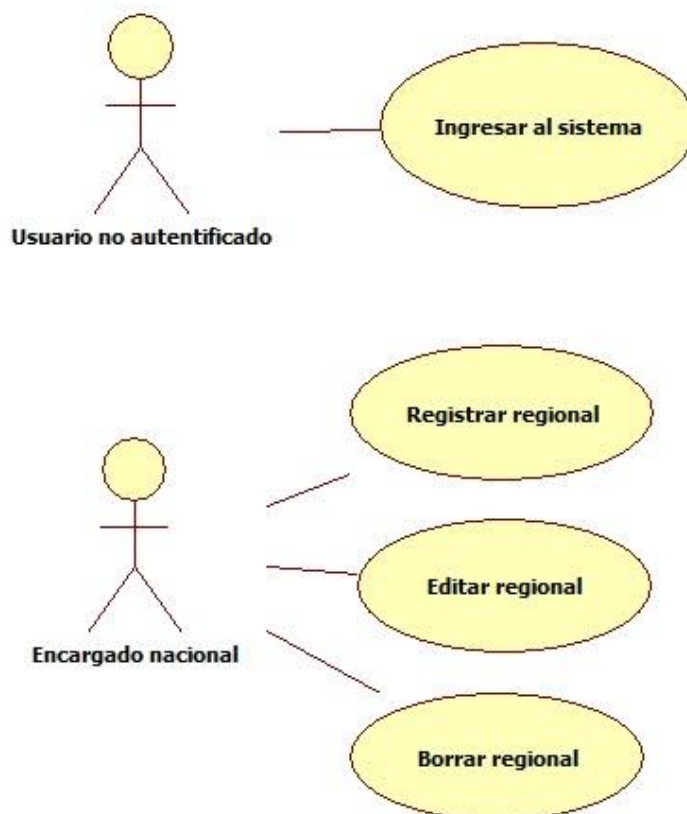 Ingresar al sistema
Usuario no autentificado
Registrar regional
Editar regional
Encargado nacional
Borrar regional